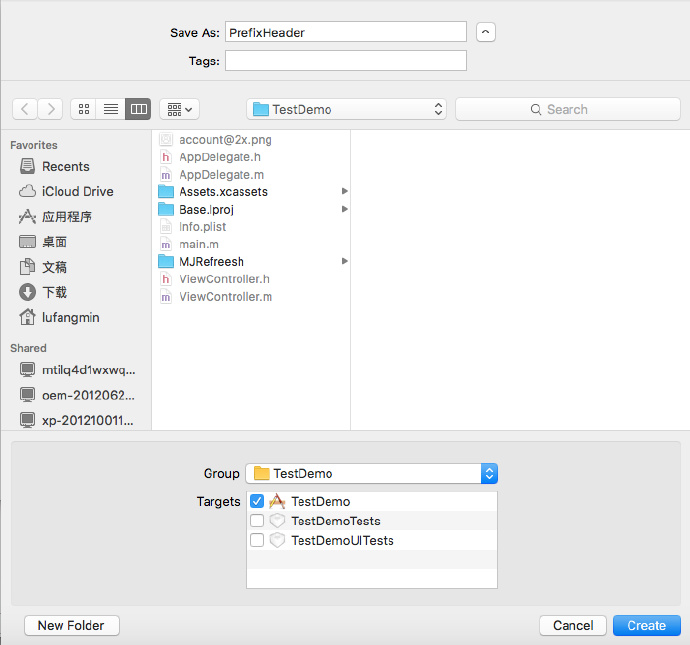 Save As: PrefixHeader
Tags:
TestDemo
Search
Favorites
Recents
iCloud Drive
应用程序
桌面
文稿
下载
lufangmin
Shared
mtilq4d1wxwq...
oem-2012062...
xp-201210011...
account@2x.png
AppDelegate.h
AppDelegate.m
Assets.xcassets
Base.lproj
Info.plist
main.m
MJRefreesh
ViewController.h
ViewController.m
Group TestDemo
Targets TestDemo
TestDemoTests
TestDemoUITests
New Folder Cancel Create